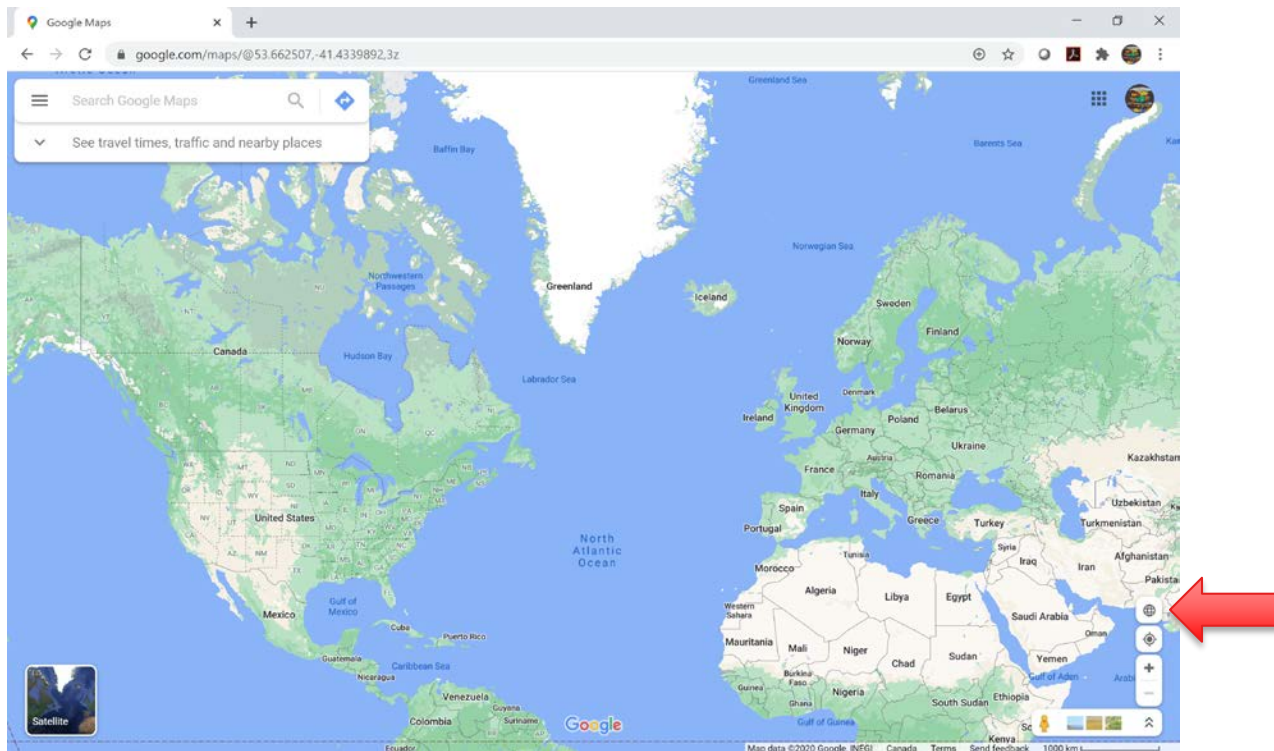 Google Maps
google.com/maps/@53.662507,-41.4339892,3z
Search Google Maps
See travel times, traffic and nearby places
Greenland Sea
Baffin Bay
Barents Sea
Norwegian Sea
Northwestern
Passages
Greenland
Iceland
Sweden
Finland
Norway
Canada
Hudson Bay
Labrador Sea
United
Kingdom
Denmark
Ireland
Belarus
Poland
Germany
Ukraine
Austria
France
Kazakhstan
Romania
Italy
Spain
Uzbekistan
Portugal
Greece
Turkey
Turkmenistan
United States
North
Atlantic
Ocean
Tunisia
Syria
Iraq
Iran
Afghanistan
Morocco
Pakista
Algeria
Libya
Egypt
Gulf of
Mexico
Western
Sahara
Saudi Arabia
Mexico
Cuba
Puerto Rico
Oman
Mauritania
Mali
Niger
Chad
Sudan
Yemen
Guatemala
Caribbean Sea
Nicaragua
Burkina
Faso
Gulf of Aden
Arabi
Guinea
Nigeria
Venezuela
Guyana
Ghana
South Sudan
Ethiopia
Satellite
Colombia
Suriname
Google
Gulf of Guinea
Kenya
Ecuador
Map data ©2020 Google, INEGI Canada Terms Send feedback 1000 km